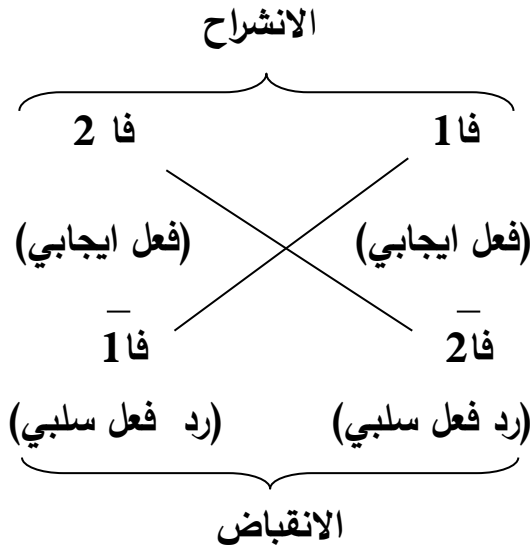 الانشراح
فا1 فا 2
(فعل ايجابي) (فعل ايجابي)
فا2̅ فا1̅
(رد فعل سلبي) (رد فعل سلبي)
الانقباض